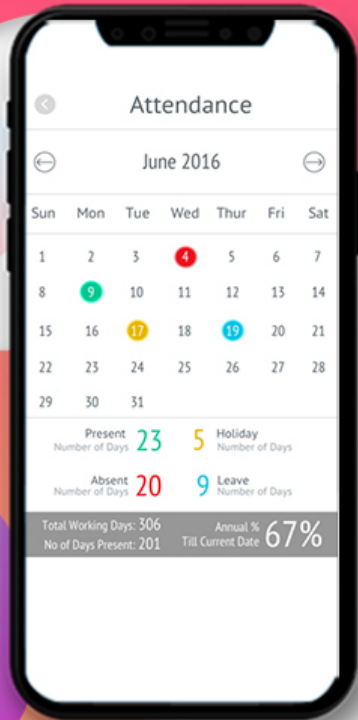 Attendance
June 2016
Sun Mon Tue Wed Thur Fri Sat
1 2 3 4 5 6 7
8 9 10 11 12 13 14
15 16 17 18 19 20 21
22 23 24 25 26 27 28
29 30 31
Present
Number of Days 23
5 Holiday
Number of Days
Absent
Number of Days 20
9 Leave
Number of Days
Total Working Days: 306
No of Days Present: 201
Annual %
Till Current Date 67%